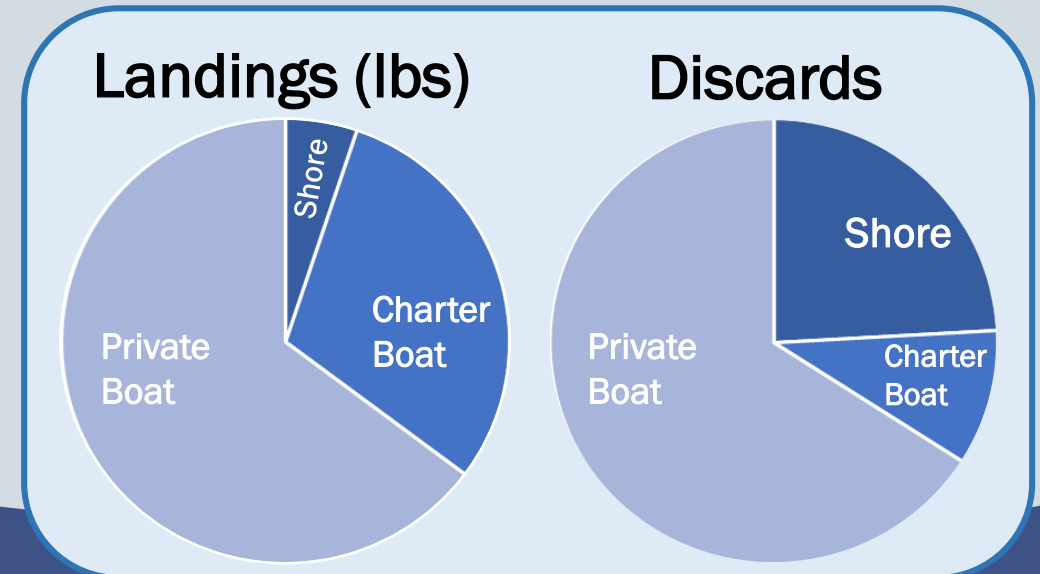 Landings (lbs)
Shore
Charter
Boat
Private
Boat
Discards
Shore
Charter
Boat
Private
Boat